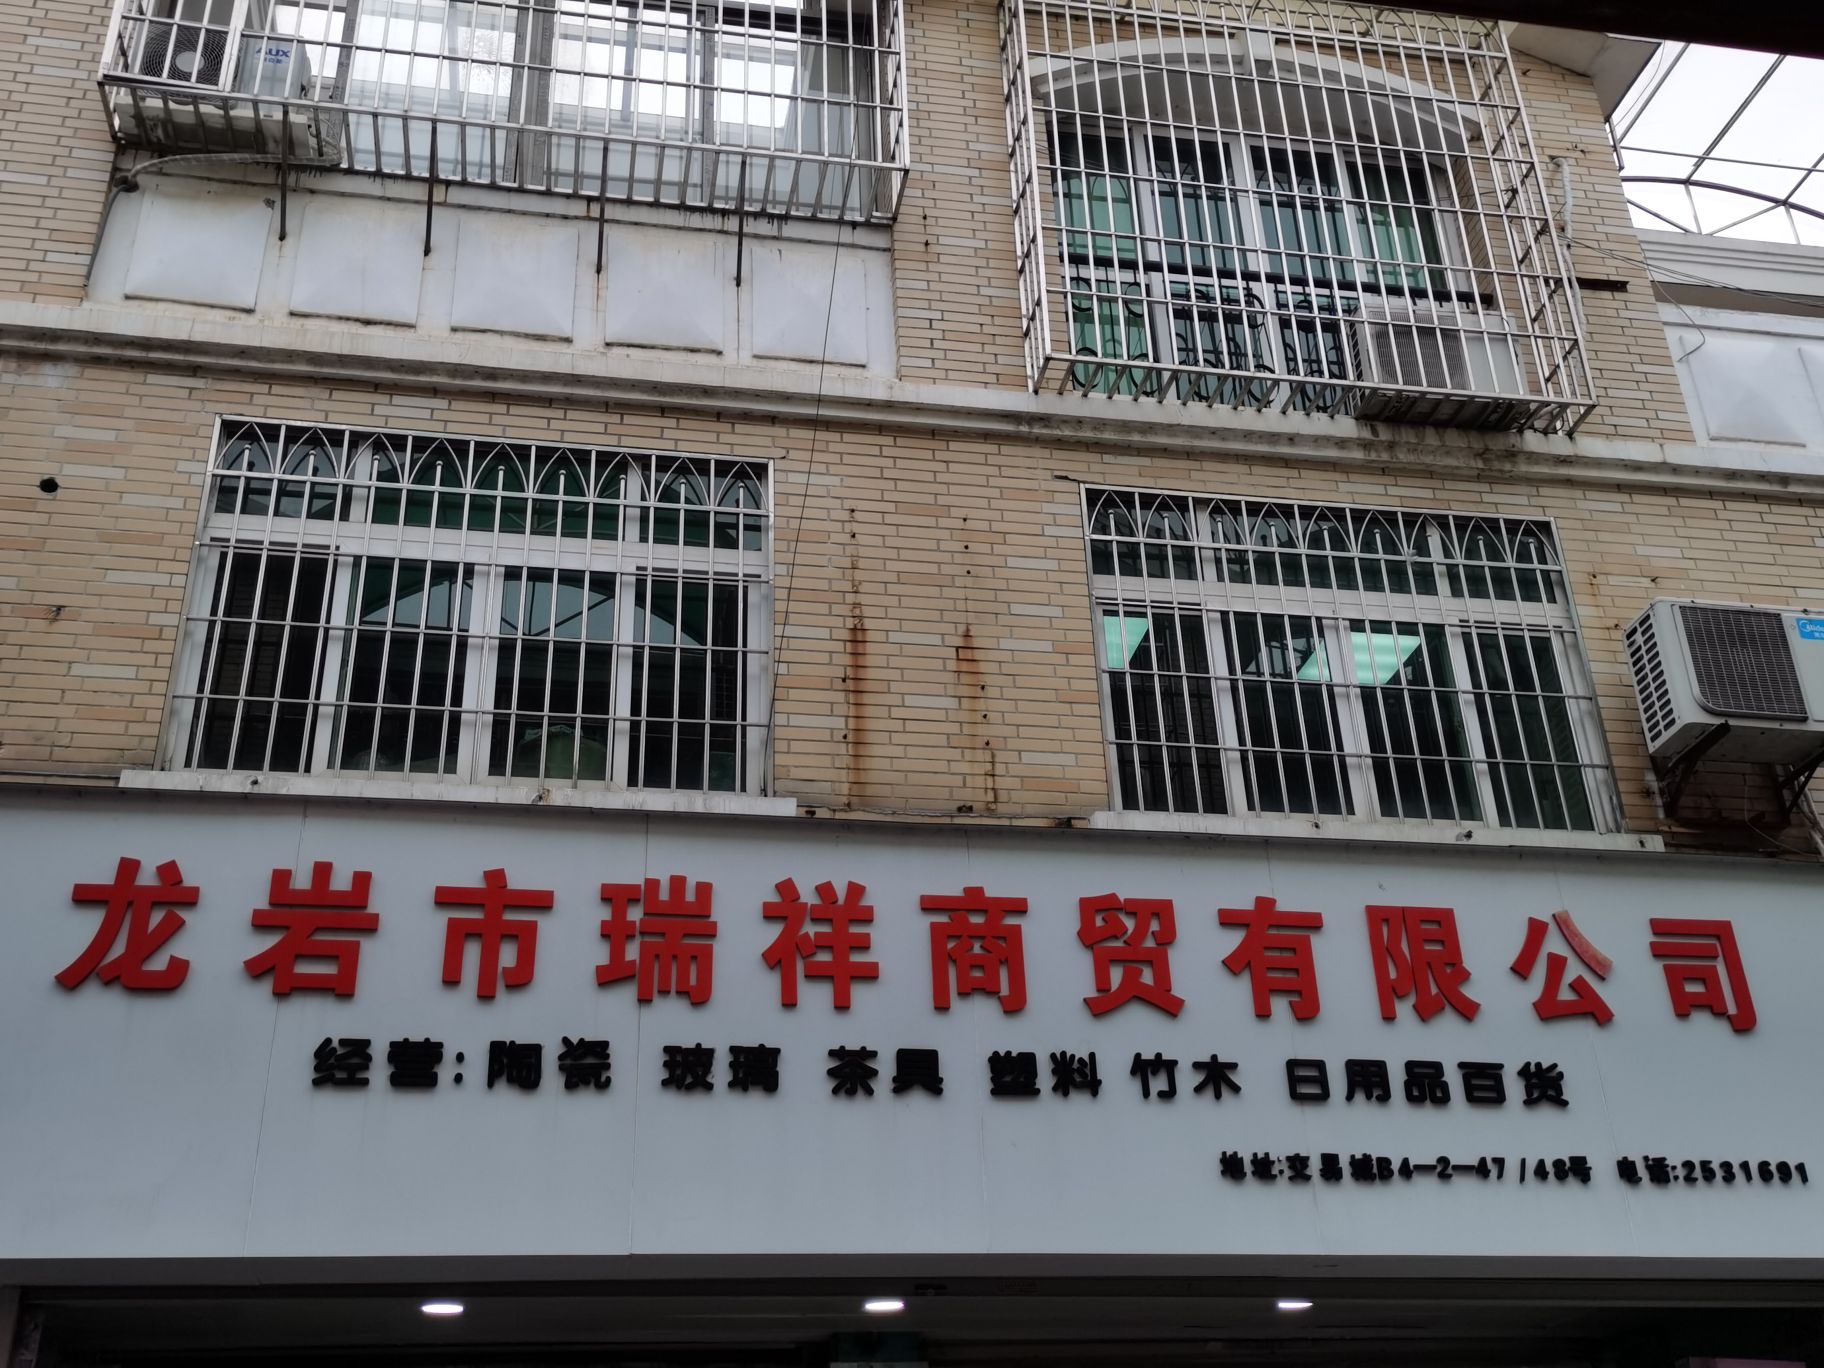 AUX
Midea
龙岩市瑞祥商贸有限公司
经营:陶瓷 玻璃 茶具 塑料 竹木 日用品百货
地址:交易城B4-2-47/48号 电话:2531691